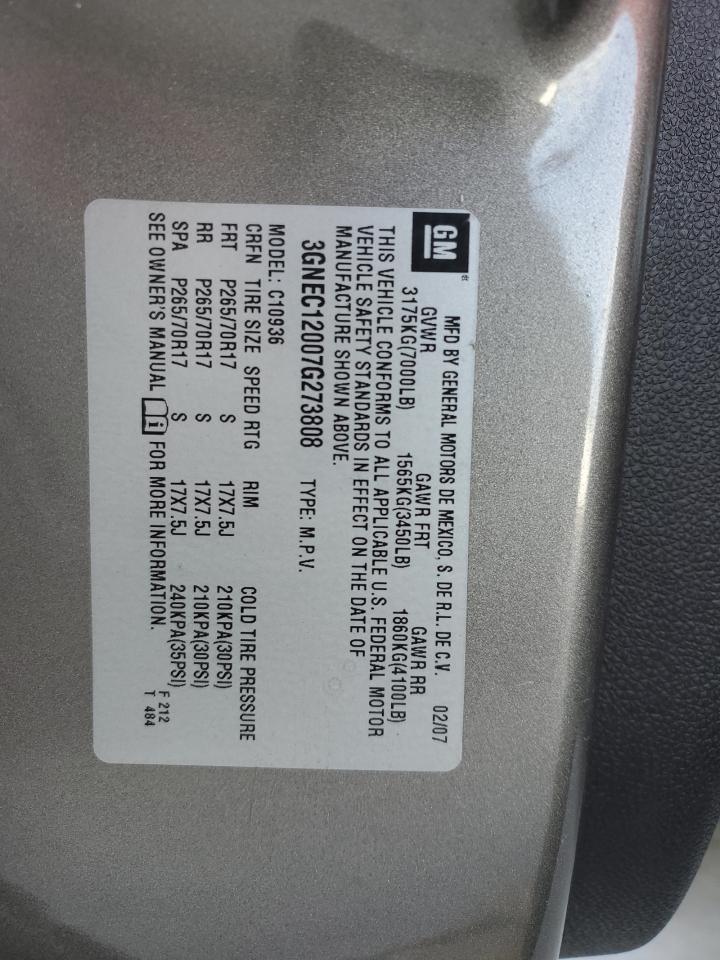 GM
MFD BY GENERAL MOTORS DE MEXICO, S. DE R.L. DE C.V. 02/07
GVWR GAWR FRT GAWR RR
3175KG(7000LB) 1565KG(3450LB) 1860KG(4100LB)
THIS VEHICLE CONFORMS TO ALL APPLICABLE U.S. FEDERAL MOTOR
VEHICLE SAFETY STANDARDS IN EFFECT ON THE DATE OF
MANUFACTURE SHOWN ABOVE.
3GNEC12007G273808 TYPE: M.P.V.
MODEL: C10936
CRFN TIRE SIZE SPEED RTG RIM COLD TIRE PRESSURE
FRT P265/70R17 S 17X7.5J 210KPA(30PSI)
RR P265/70R17 S 17X7.5J 210KPA(30PSI)
SPA P265/70R17 S 17X7.5J 240KPA(35PSI)
SEE OWNER'S MANUAL i FOR MORE INFORMATION.
F 212
T 484